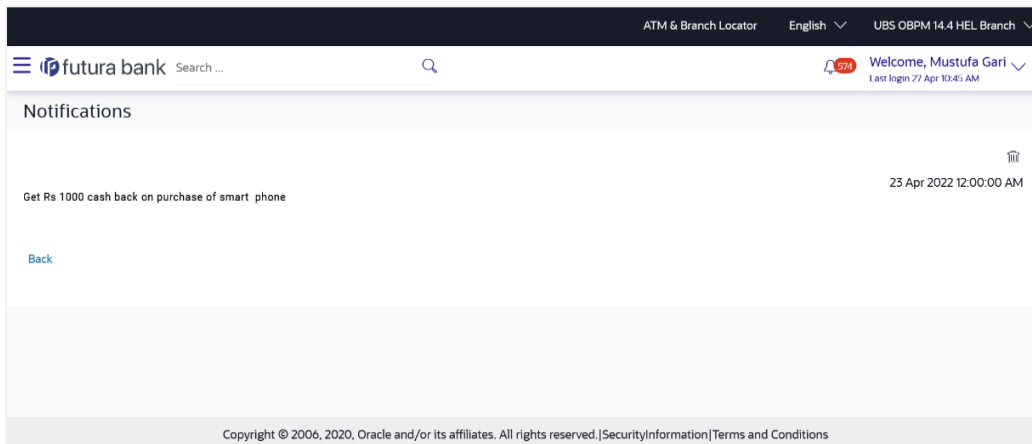 ATM & Branch Locator English UBS OBPM 14.4 HEL Branch
futura bank Search ... 574 Welcome, Mustufa Gari
Last login 27 Apr 10:45 AM
Notifications
23 Apr 2022 12:00:00 AM
Get Rs 1000 cash back on purchase of smart phone
Back
Copyright © 2006, 2020, Oracle and/or its affiliates. All rights reserved.|SecurityInformation|Terms and Conditions